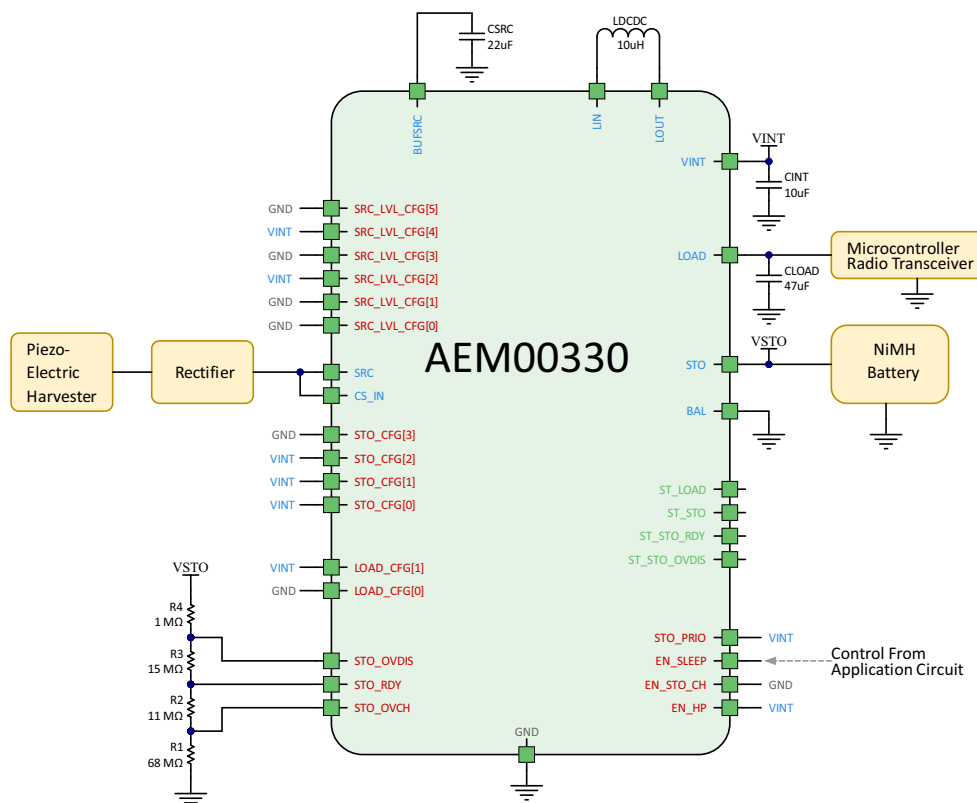 CSRC
22uF
LDCDC
10uH
BUFSRC
LIN
LOUT
VINT
VINT
CINT
10uF
GND SRC_LVL_CFG[5]
VINT SRC_LVL_CFG[4]
GND SRC_LVL_CFG[3]
VINT SRC_LVL_CFG[2]
GND SRC_LVL_CFG[1]
GND SRC_LVL_CFG[0]
LOAD
CLOAD
47uF
Microcontroller
Radio Transceiver
AEM00330
Piezo-
Electric
Harvester
Rectifier
SRC
CS_IN
VSTO
STO
NiMH
Battery
BAL
GND STO_CFG[3]
VINT STO_CFG[2]
VINT STO_CFG[1]
VINT STO_CFG[0]
ST_LOAD
ST_STO
ST_STO_RDY
ST_STO_OVDIS
VINT LOAD_CFG[1]
GND LOAD_CFG[0]
VSTO
R4
1 MΩ
R3
15 MΩ
R2
11 MΩ
R1
68 MΩ
STO_OVDIS
STO_RDY
STO_OVCH
STO_PRIO VINT
EN_SLEEP
Control From
Application Circuit
EN_STO_CH GND
EN_HP VINT
GND